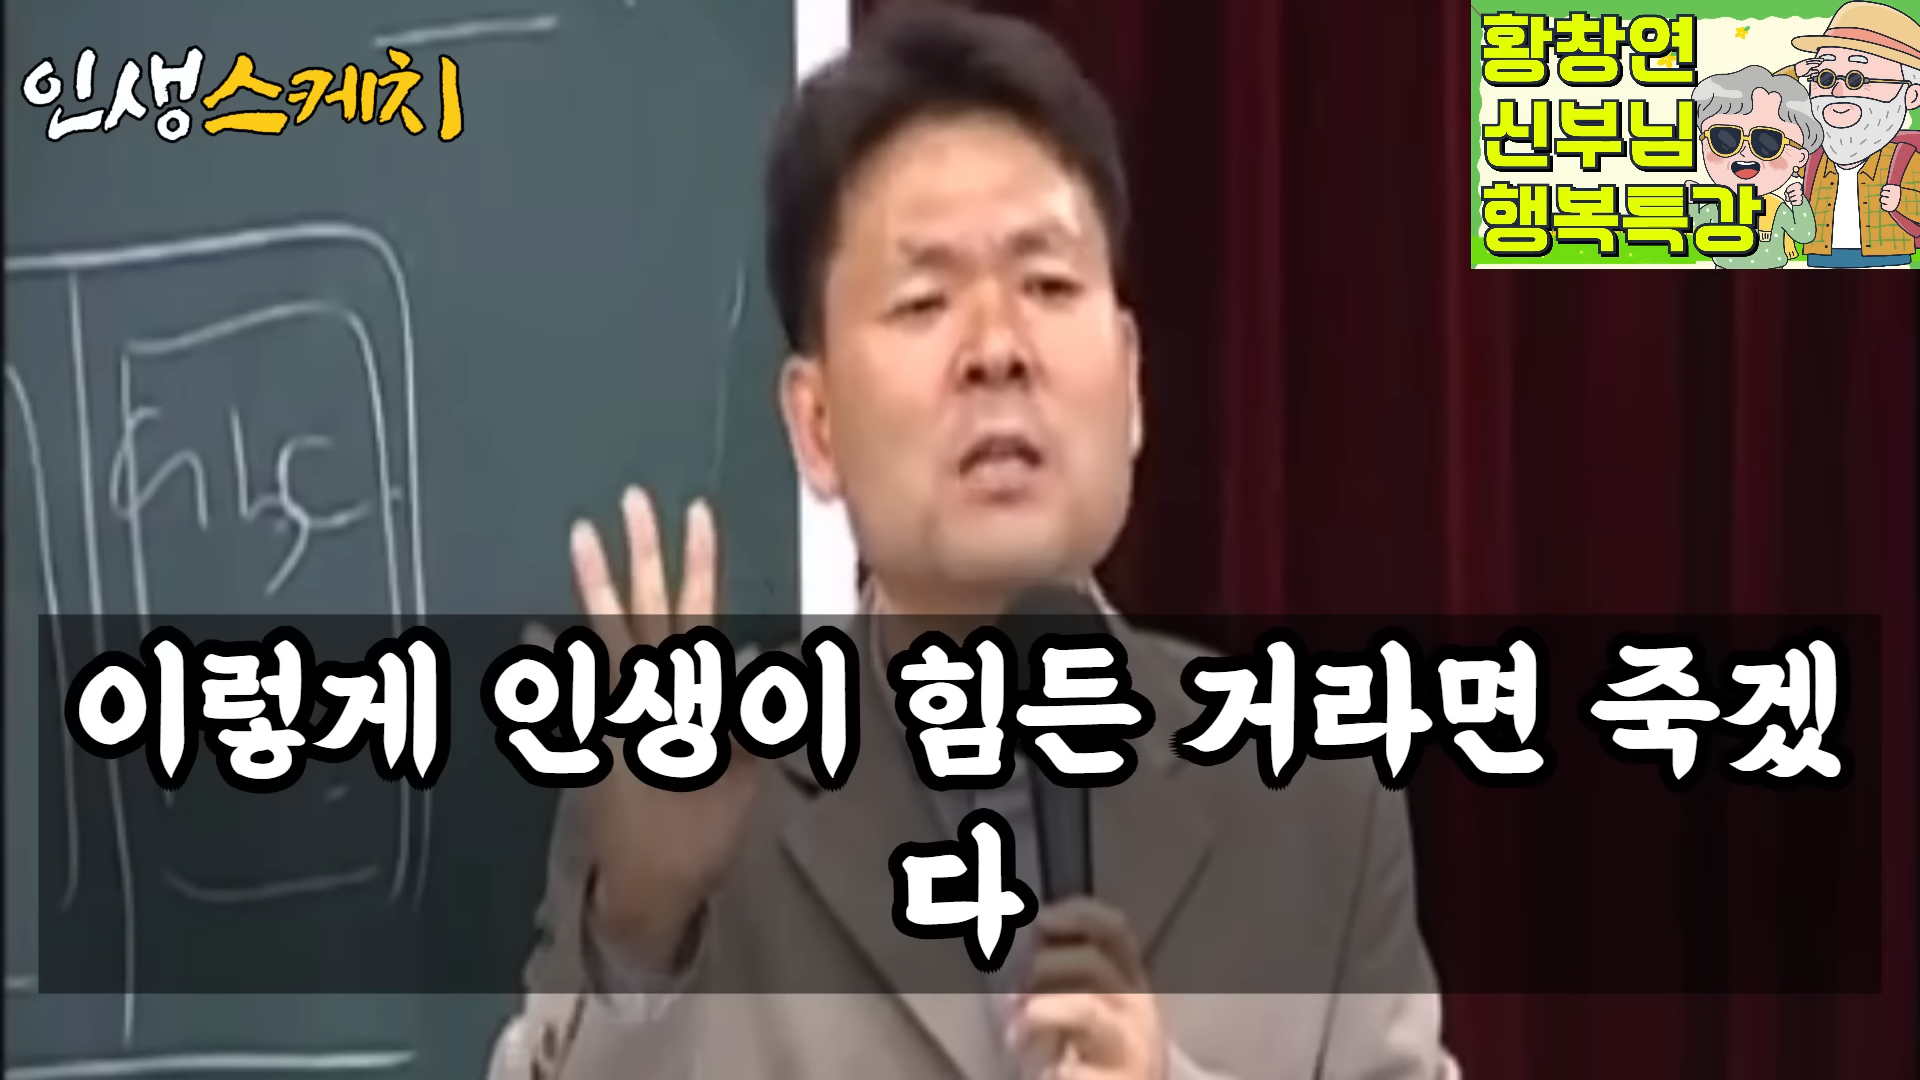 인생스케치
황창연
신부님
행복특강
이렇게 인생이 힘든 거라면 죽겠
다